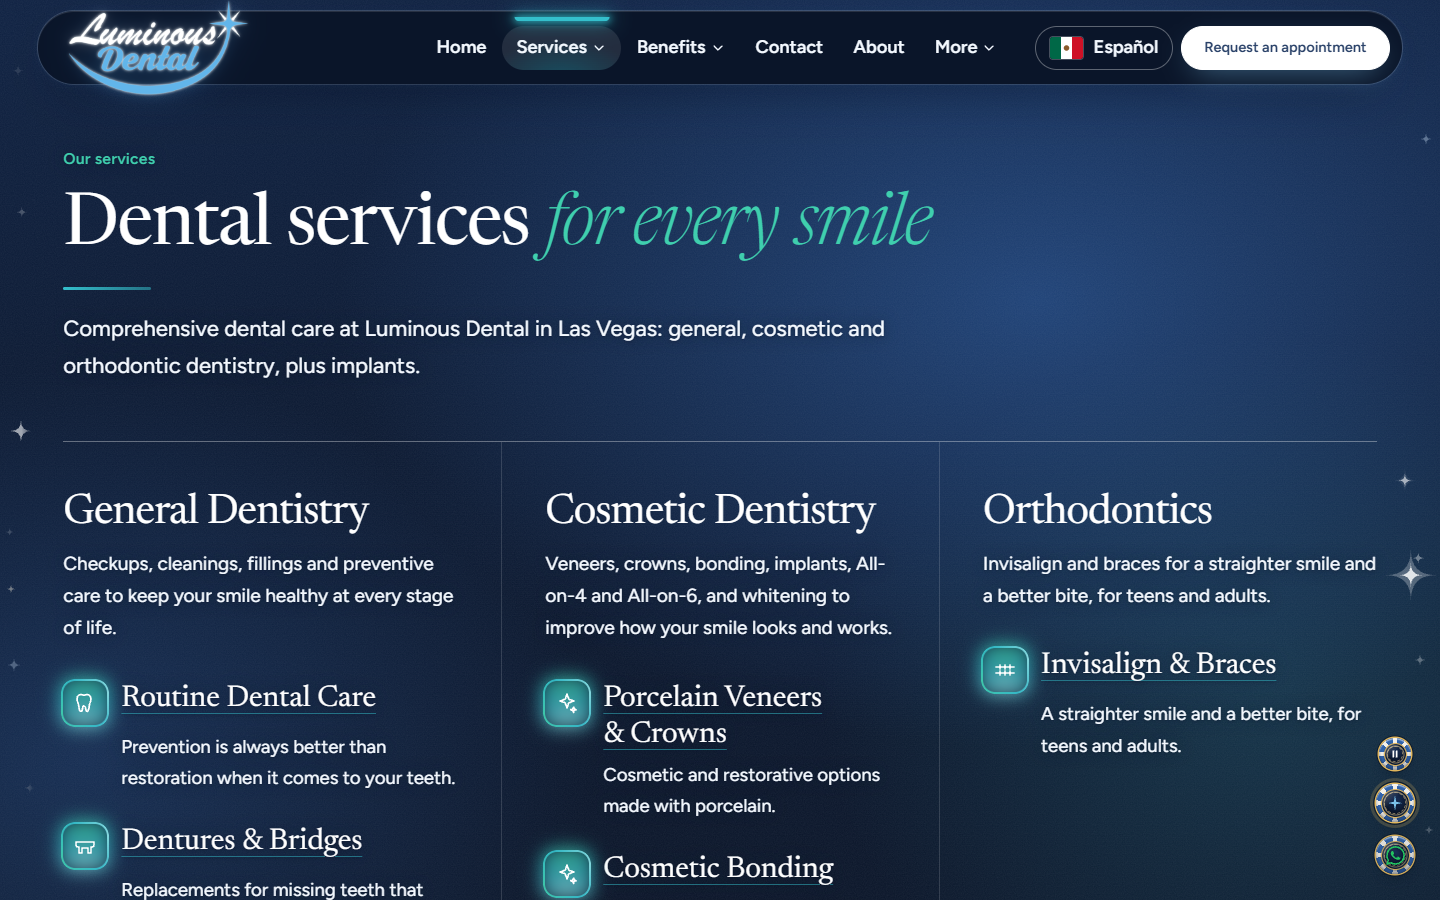 Luminous
Dental
Home
Services
Benefits
Contact
About
More
Español
Request an appointment
Our services
Dental services for every smile
Comprehensive dental care at Luminous Dental in Las Vegas: general, cosmetic and
orthodontic dentistry, plus implants.
General Dentistry
Checkups, cleanings, fillings and preventive
care to keep your smile healthy at every stage
of life.
Routine Dental Care
Prevention is always better than
restoration when it comes to your teeth.
Dentures & Bridges
Replacements for missing teeth that
Cosmetic Dentistry
Veneers, crowns, bonding, implants, All-
on-4 and All-on-6, and whitening to
improve how your smile looks and works.
Porcelain Veneers
& Crowns
Cosmetic and restorative options
made with porcelain.
Cosmetic Bonding
Orthodontics
Invisalign and braces for a straighter smile and
a better bite, for teens and adults.
Invisalign & Braces
A straighter smile and a better bite, for
teens and adults.